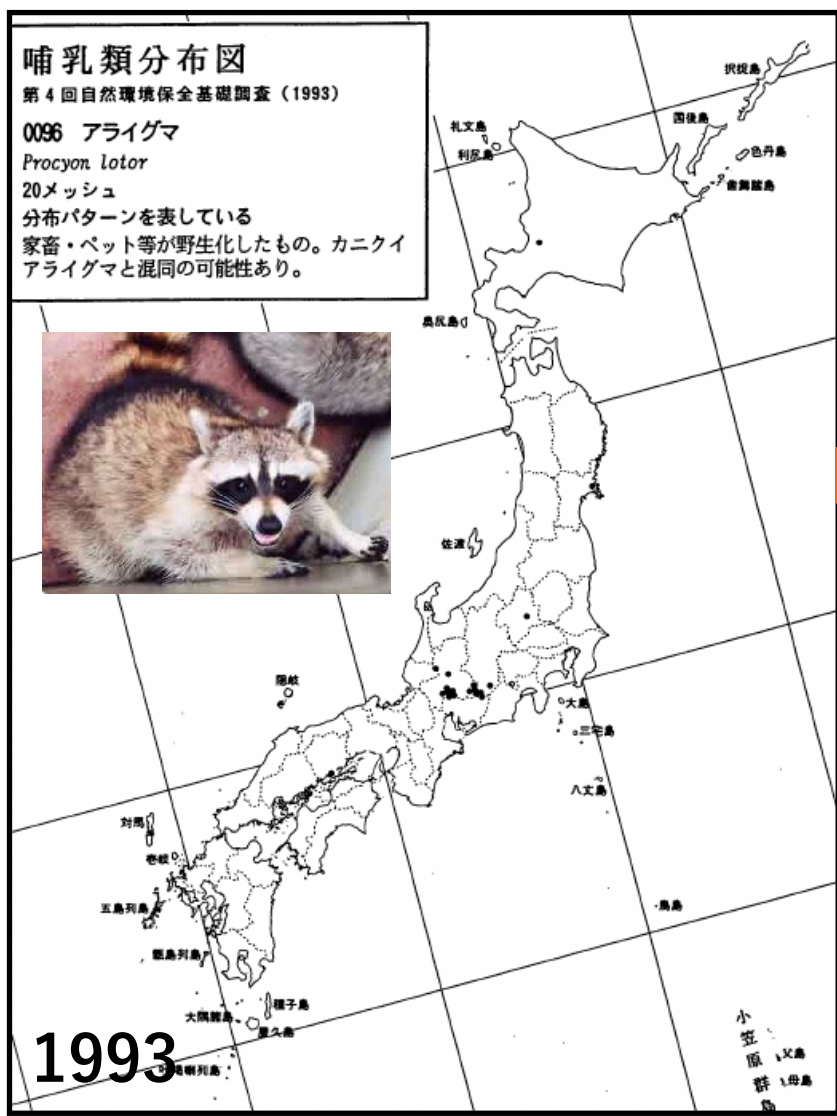 哺乳類分布図
第4回自然環境保全基礎調査（1993）
0096 アライグマ
Procyon lotor
20メッシュ
分布パターンを表している
家畜・ペット等が野生化したもの。カニクイ
アライグマと混同の可能性あり。
択捉島
国後島
礼文島
利尻島
色丹島
歯舞諸島
奥尻島
佐渡
隠岐
大島
三宅島
八丈島
対馬
壱岐
五島列島
鳥島
甑島列島
種子島
大隅諸島
屋久島
1993
喇列島
小笠原群島
父島
母島